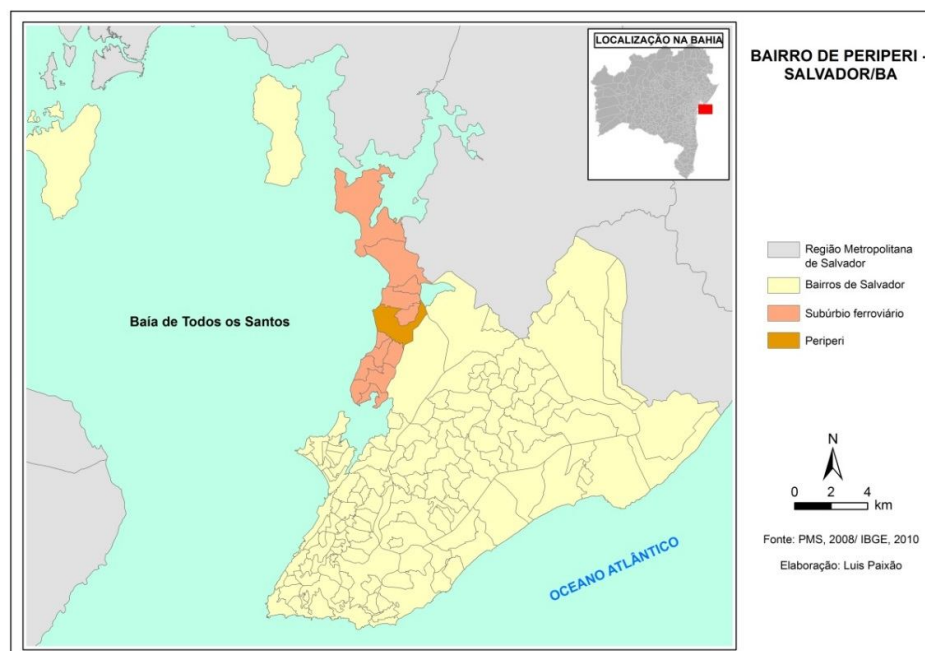 LOCALIZAÇÃO NA BAHIA
BAIRRO DE PERIPERI -
SALVADOR/BA
Região Metropolitana
de Salvador
Bairros de Salvador
Subúrbio ferroviário
Periperi
Baía de Todos os Santos
N
0 2 4
km
Fonte: PMS, 2008/ IBGE, 2010
Elaboração: Luis Paixão
OCEANO ATLÂNTICO